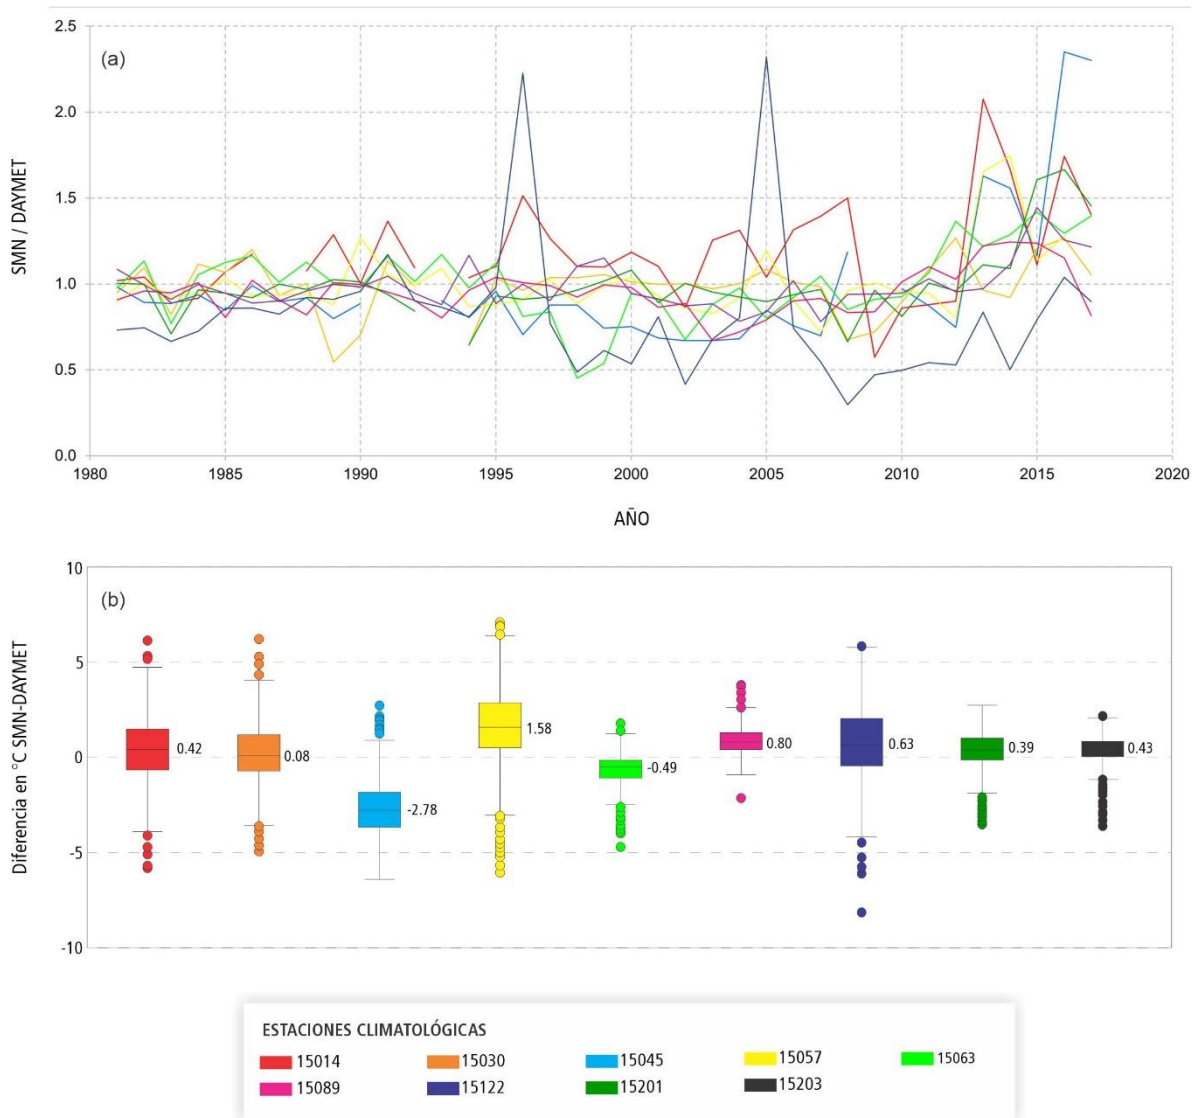 2.5
(a)
2.0
SMN / DAYMET
1.5
1.0
0.5
0.0
1980 1985 1990 1995 2000 2005 2010 2015 2020
AÑO
10
(b)
Diferencia en °C SMN-DAYMET
5
0
-5
-10
0.42 0.08 -2.78 1.58 -0.49 0.80 0.63 0.39 0.43
ESTACIONES CLIMATOLÓGICAS
15014 15030 15045 15057 15063
15089 15122 15201 15203